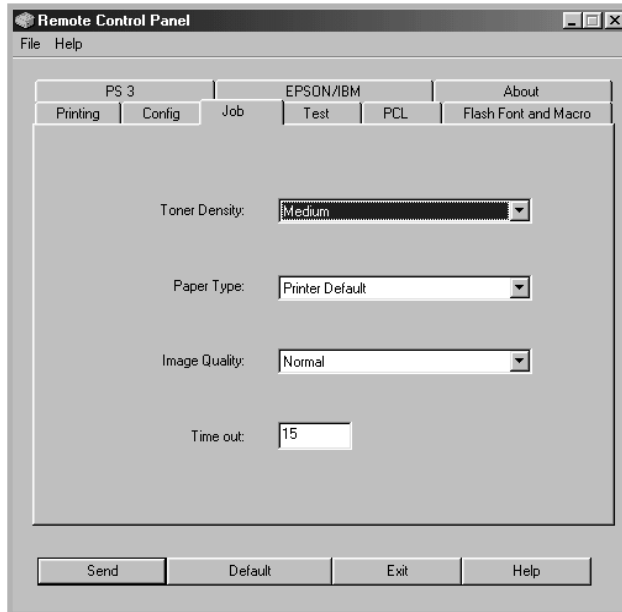 Remote Control Panel
File Help
PS 3 EPSON/IBM About
Printing Config Job Test PCL Flash Font and Macro
Toner Density: Medium
Paper Type: Printer Default
Image Quality: Normal
Time out: 15
Send Default Exit Help